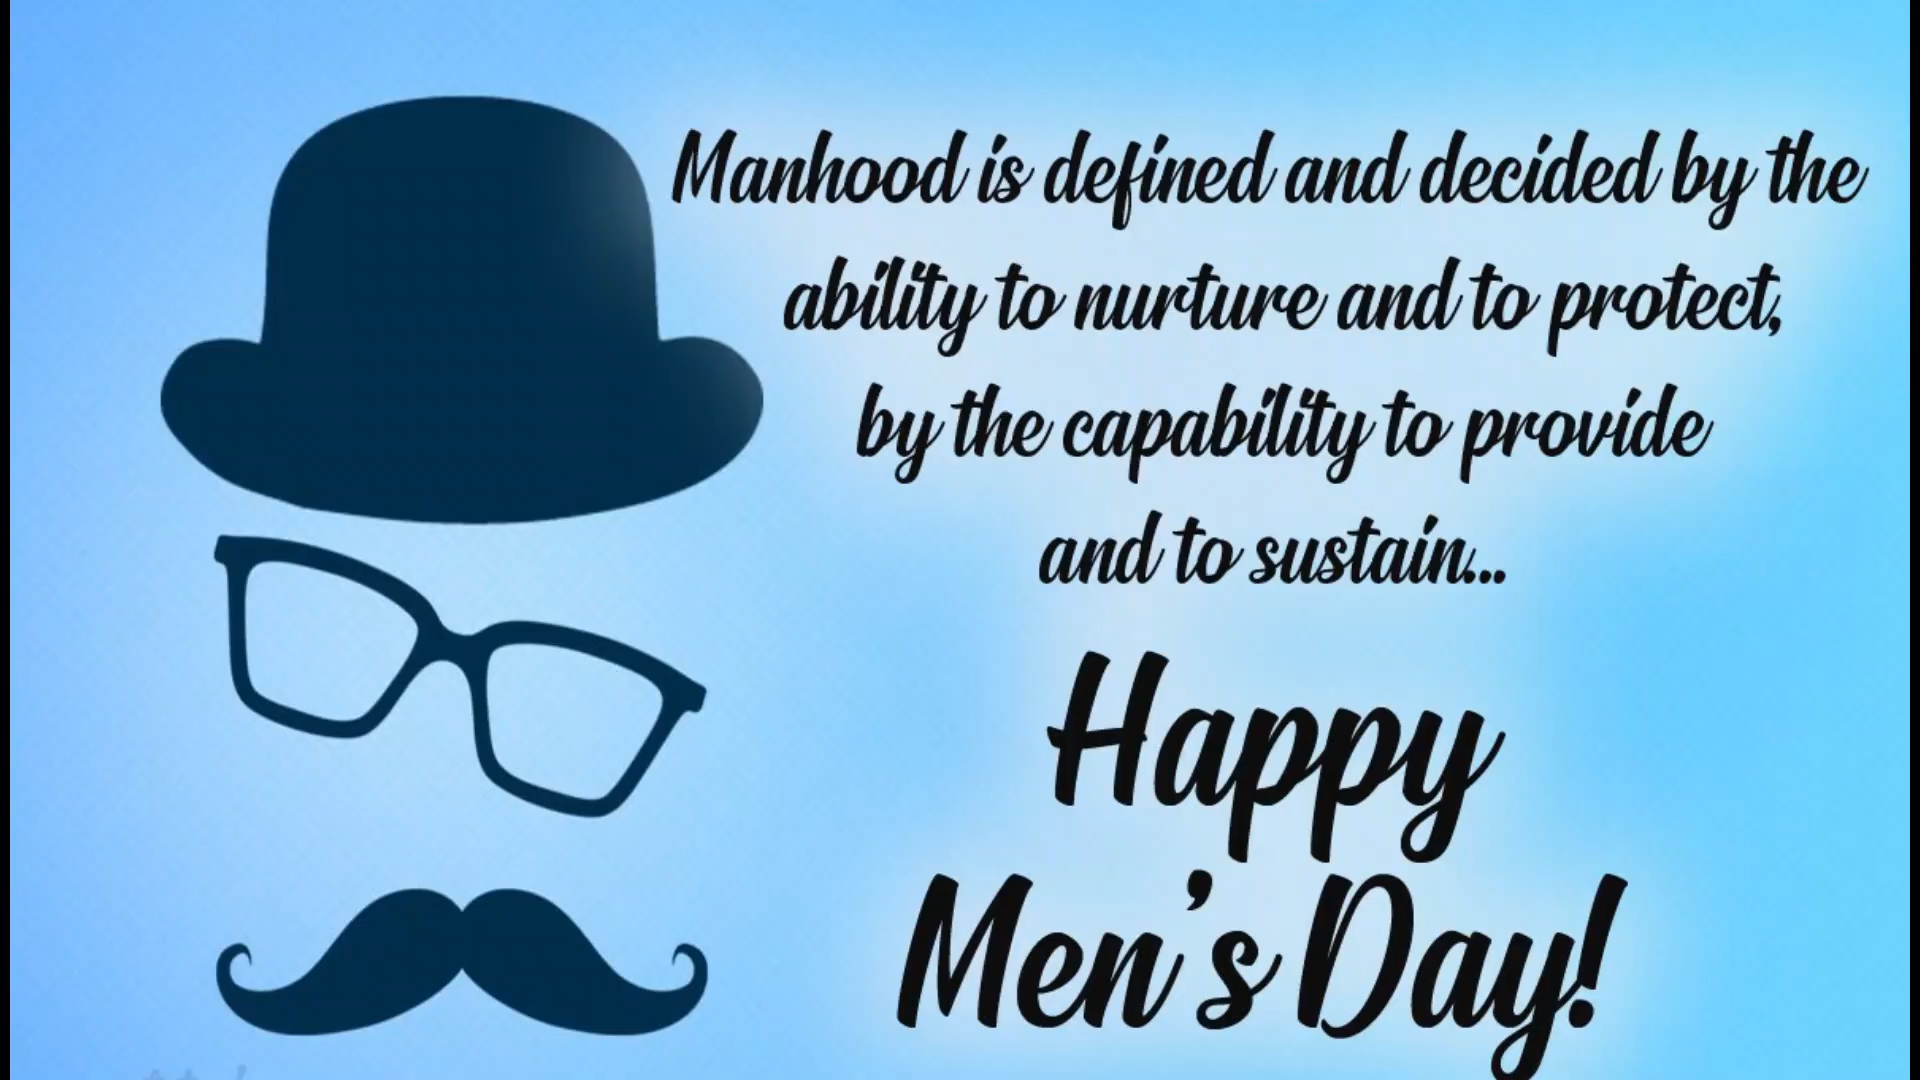 Manhood is defined and decided by the
ability to nurture and to protect,
by the capability to provide
and to sustain...
Happy
Men's Day!